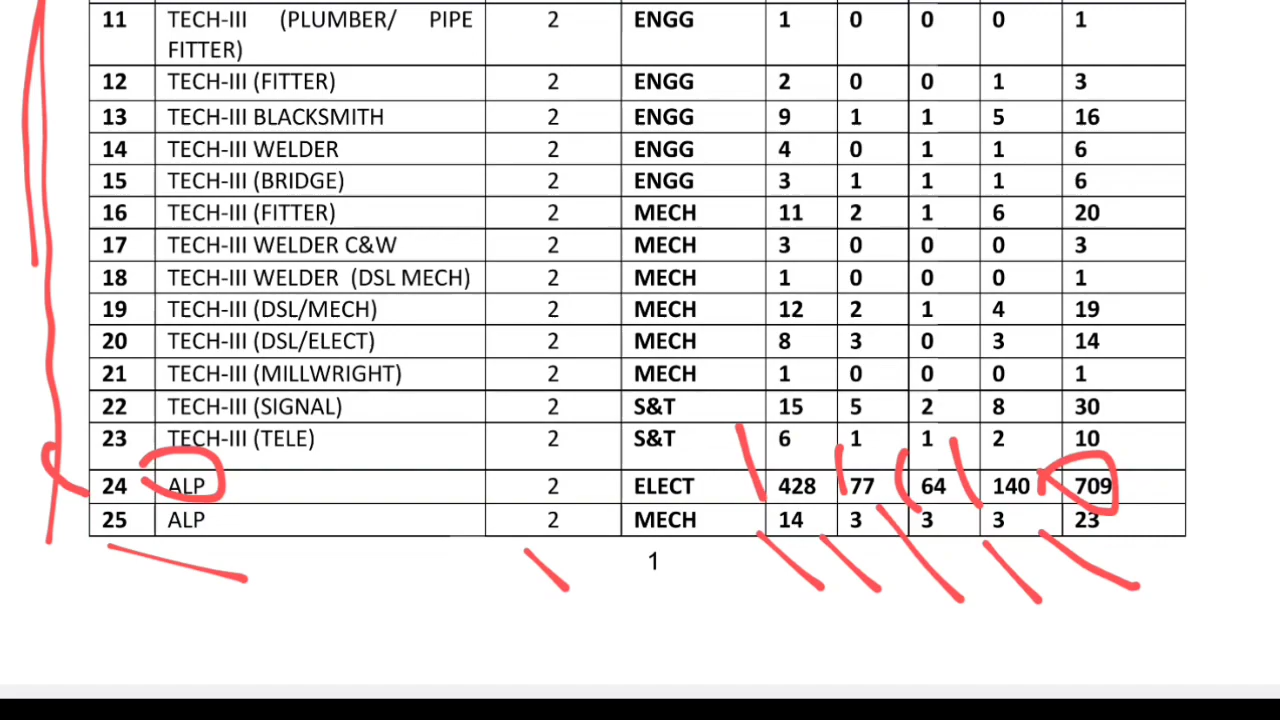 11 TECH-III (PLUMBER/ PIPE FITTER) 2 ENGG 1 0 0 0 1
12 TECH-III (FITTER) 2 ENGG 2 0 0 1 3
13 TECH-III BLACKSMITH 2 ENGG 9 1 1 5 16
14 TECH-III WELDER 2 ENGG 4 0 1 1 6
15 TECH-III (BRIDGE) 2 ENGG 3 1 1 1 6
16 TECH-III (FITTER) 2 MECH 11 2 1 6 20
17 TECH-III WELDER C&W 2 MECH 3 0 0 0 3
18 TECH-III WELDER (DSL MECH) 2 MECH 1 0 0 0 1
19 TECH-III (DSL/MECH) 2 MECH 12 2 1 4 19
20 TECH-III (DSL/ELECT) 2 MECH 8 3 0 3 14
21 TECH-III (MILLWRIGHT) 2 MECH 1 0 0 0 1
22 TECH-III (SIGNAL) 2 S&T 15 5 2 8 30
23 TECH-III (TELE) 2 S&T 6 1 1 2 10
24 ALP 2 ELECT 428 77 64 140 709
25 ALP 2 MECH 14 3 3 3 23
1